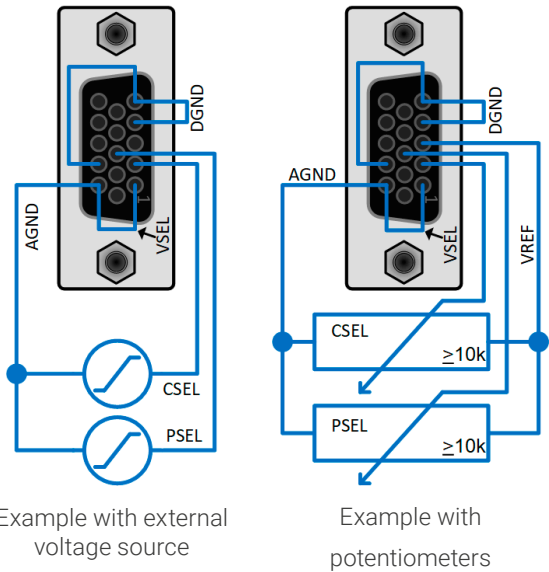 DGND
AGND
1
VSEL
CSEL
PSEL
Example with external
voltage source
DGND
AGND
1
VSEL
VREF
CSEL
≥10k
PSEL
≥10k
Example with
potentiometers